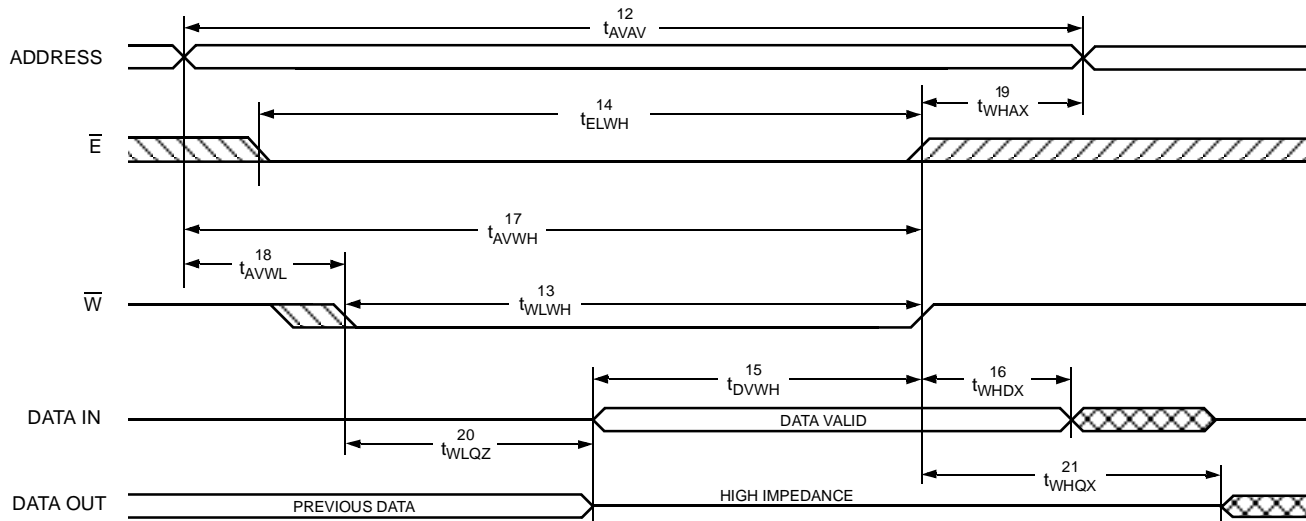 12
tAVAV
ADDRESS
14
tELWH
19
tWHAX
E
17
tAVWH
18
tAVWL
W
13
tWLWH
15
tDVWH
16
tWHDX
DATA IN
DATA VALID
20
tWLQZ
21
tWHQX
DATA OUT
PREVIOUS DATA
HIGH IMPEDANCE